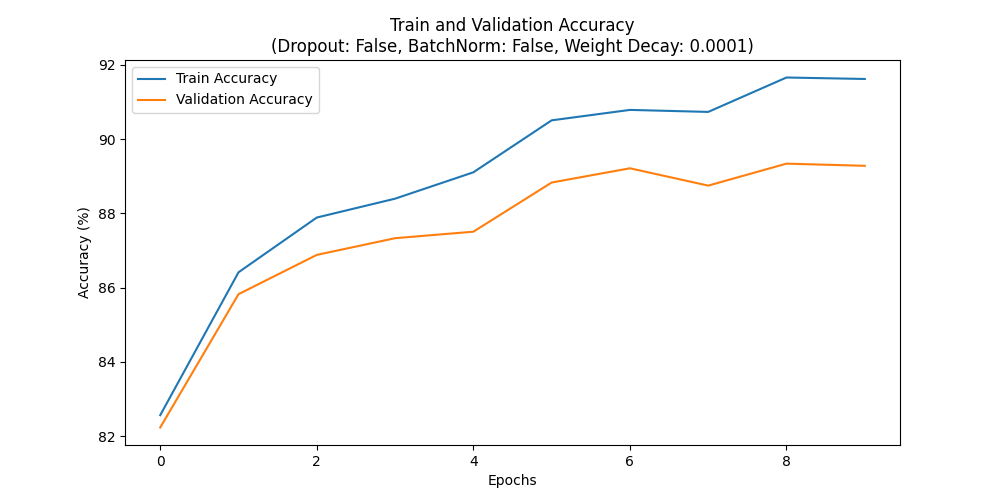 Train and Validation Accuracy
(Dropout: False, BatchNorm: False, Weight Decay: 0.0001)
Train Accuracy
Validation Accuracy
Accuracy (%)
92
90
88
86
84
82
0 2 4 6 8
Epochs